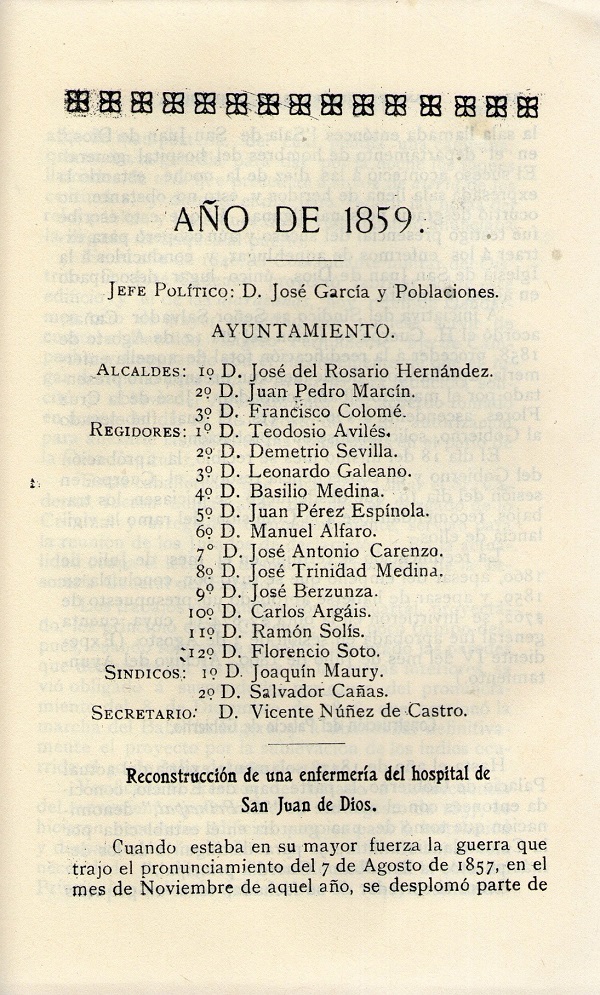 AÑO DE 1859.
JEFE POLÍTICO: D. José García y Poblaciones.
AYUNTAMIENTO.
ALCALDES: 1º D. José del Rosario Hernández.
2º D. Juan Pedro Marcín.
3º D. Francisco Colomé.
REGIDORES: 1º D. Teodosio Avilés.
2º D. Demetrio Sevilla.
3º D. Leonardo Galeano.
4º D. Basilio Medina.
5º D. Juan Pérez Espínola.
6º D. Manuel Alfaro.
7º D. José Antonio Carenzo.
8º D. José Trinidad Medina.
9º D. José Berzunza.
10º D. Carlos Argáis.
11º D. Ramón Solís.
12º D. Florencio Soto.
SINDICOS: 1º D. Joaquín Maury.
2º D. Salvador Cañas.
SECRETARIO: D. Vicente Núñez de Castro.
Reconstrucción de una enfermería del hospital de
San Juan de Dios.
Cuando estaba en su mayor fuerza la guerra que
trajo el pronunciamiento del 7 de Agosto de 1857, en el
mes de Noviembre de aquel año, se desplomó parte de